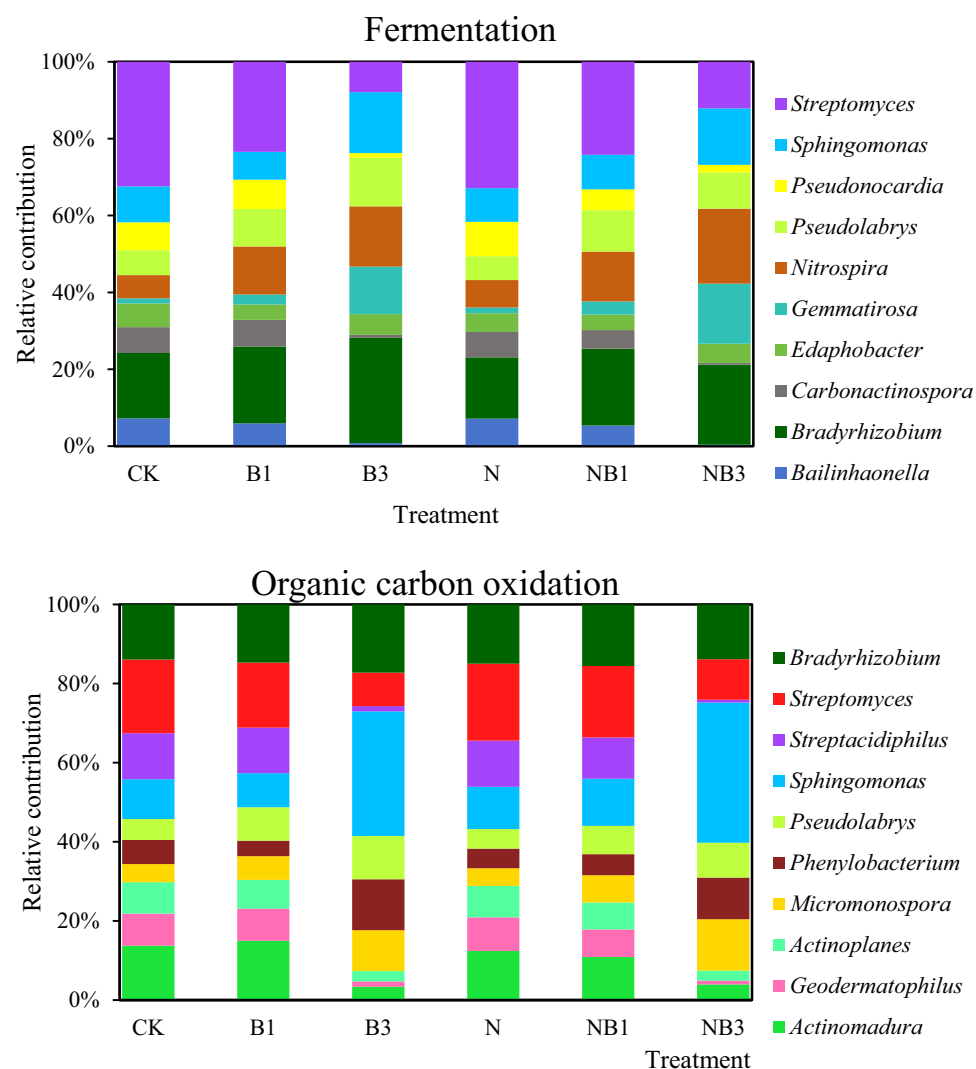 Fermentation
Relative contribution
100%
80%
60%
40%
20%
0%
CK B1 B3 N NB1 NB3
Treatment
Streptomyces
Sphingomonas
Pseudonocardia
Pseudolabrys
Nitrospira
Gemmatirosa
Edaphobacter
Carbonactinospora
Bradyrhizobium
Bailinhaonella
Organic carbon oxidation
Relative contribution
100%
80%
60%
40%
20%
0%
CK B1 B3 N NB1 NB3
Treatment
Bradyrhizobium
Streptomyces
Streptacidiphilus
Sphingomonas
Pseudolabrys
Phenylobacterium
Micromonospora
Actinoplanes
Geodermatophilus
Actinomadura